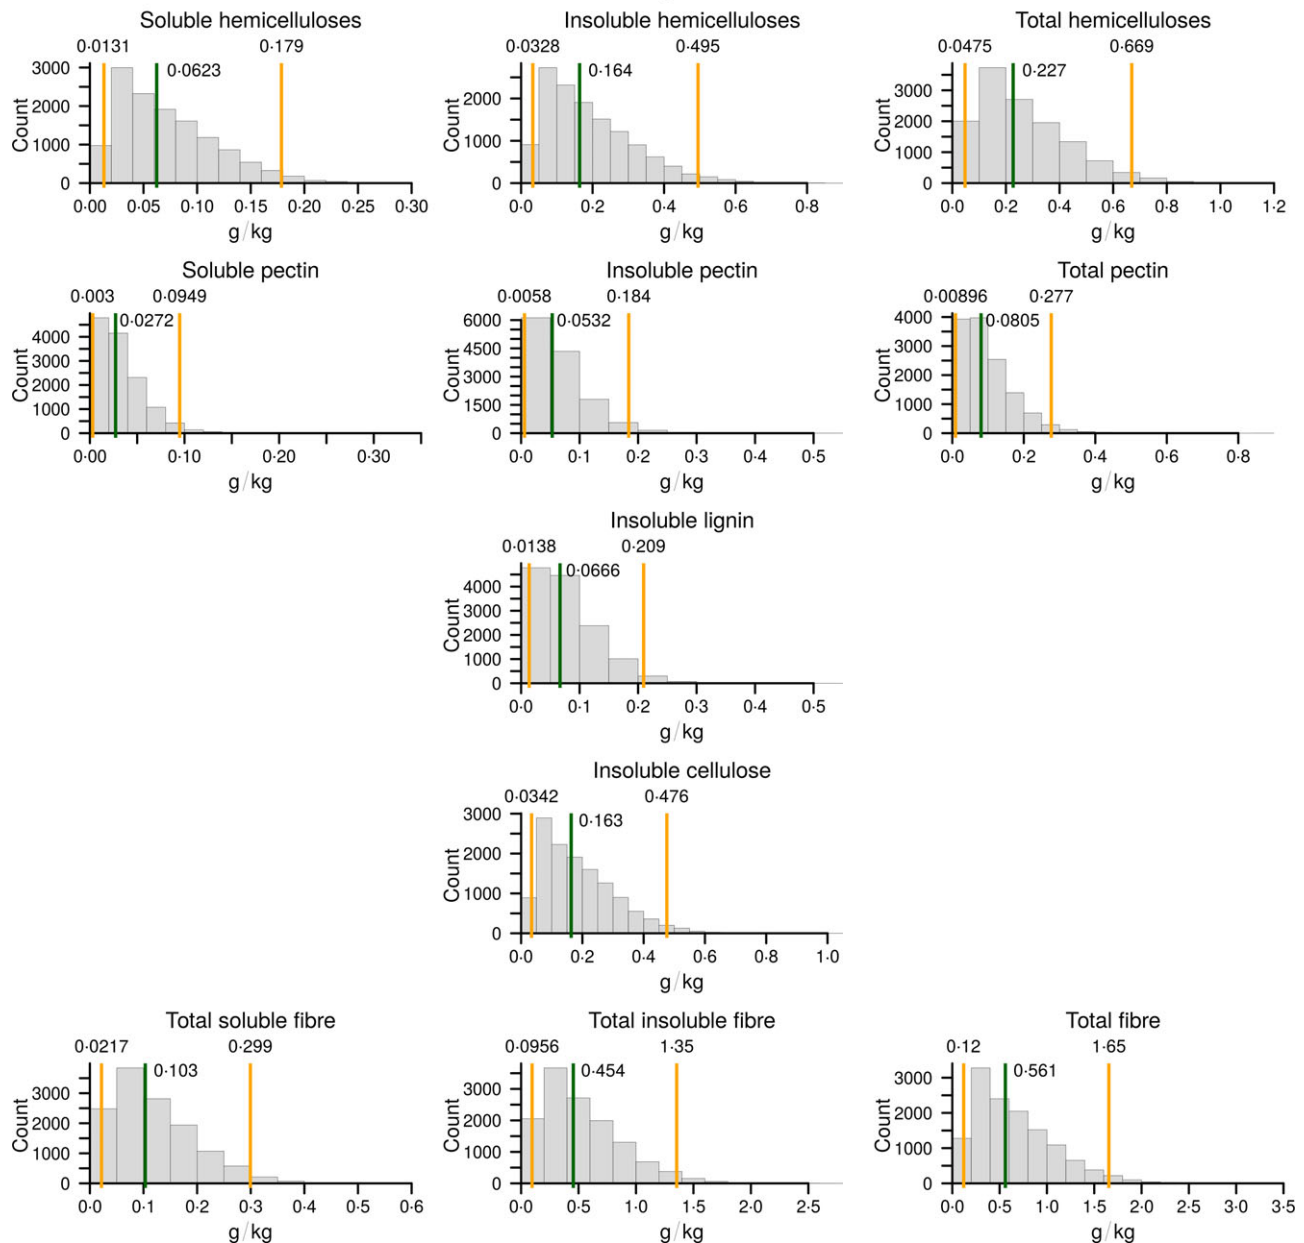 Soluble hemicelluloses
0·0131 0·179
0·0623
Count
3000
2000
1000
0
0·00 0·05 0·10 0·15 0·20 0·25 0·30
g/kg
Insoluble hemicelluloses
0·0328 0·495
0·164
Count
2000
1000
0
0·0 0·2 0·4 0·6 0·8
g/kg
Total hemicelluloses
0·0475 0·669
0·227
Count
3000
2000
1000
0
0·0 0·2 0·4 0·6 0·8 1·0 1·2
g/kg
Soluble pectin
0·003 0·0949
0·0272
Count
4000
3000
2000
1000
0
0·00 0·10 0·20 0·30
g/kg
Insoluble pectin
0·0058 0·184
0·0532
Count
6000
4500
3000
1500
0
0·0 0·1 0·2 0·3 0·4 0·5
g/kg
Total pectin
0·00896 0·277
0·0805
Count
4000
3000
2000
1000
0
0·0 0·2 0·4 0·6 0·8
g/kg
Insoluble lignin
0·0138 0·209
0·0666
Count
4000
3000
2000
1000
0
0·0 0·1 0·2 0·3 0·4 0·5
g/kg
Insoluble cellulose
0·0342 0·476
0·163
Count
3000
2000
1000
0
0·0 0·2 0·4 0·6 0·8 1·0
g/kg
Total soluble fibre
0·0217 0·299
0·103
Count
3000
2000
1000
0
0·0 0·1 0·2 0·3 0·4 0·5 0·6
g/kg
Total insoluble fibre
0·0956 1·35
0·454
Count
3000
2000
1000
0
0·0 0·5 1·0 1·5 2·0 2·5
g/kg
Total fibre
0·12 1·65
0·561
Count
3000
2000
1000
0
0·0 0·5 1·0 1·5 2·0 2·5 3·0 3·5
g/kg